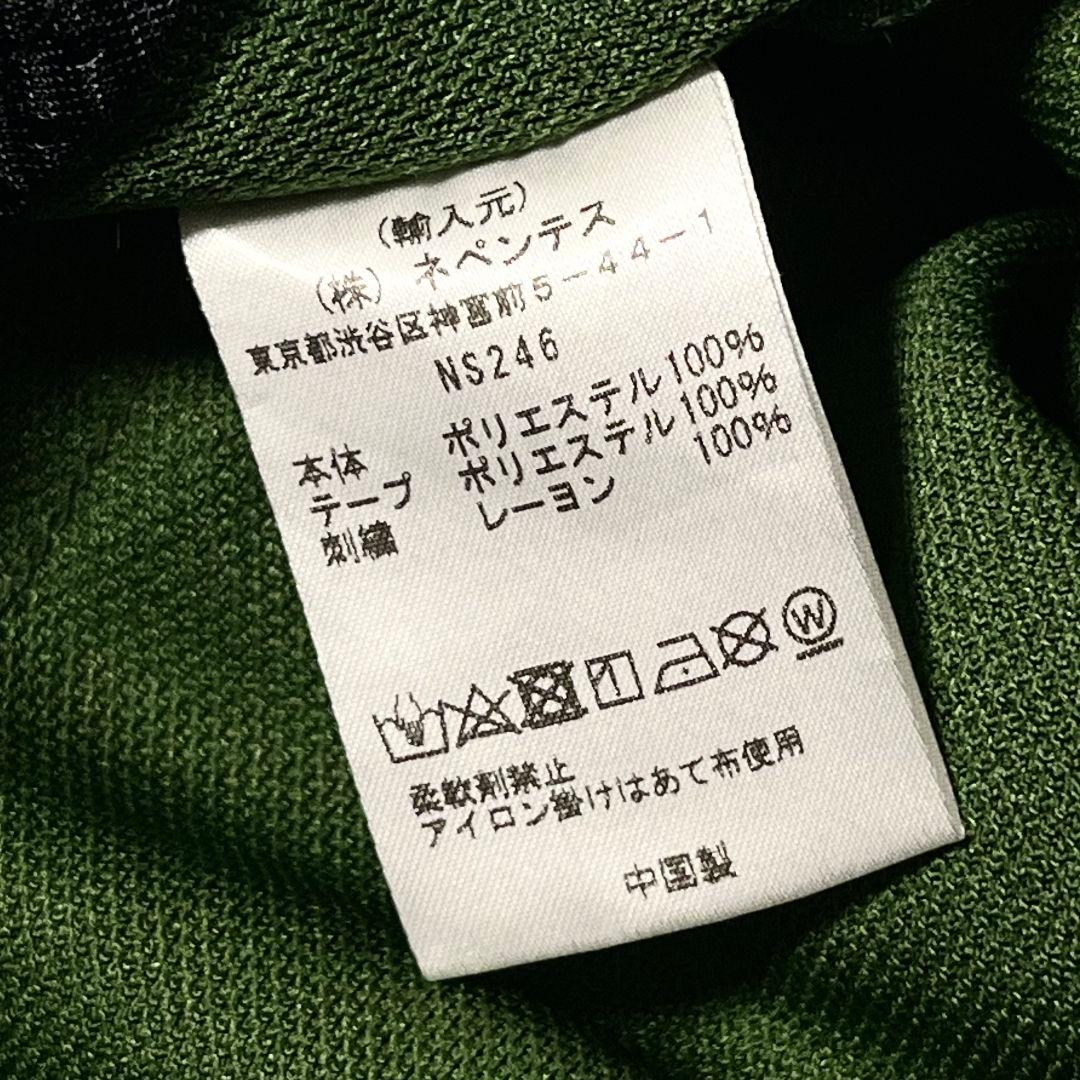 (輸入元)
(株) ネペンテス
東京都渋谷区神宮前5-44-1
NS246
本体 ポリエステル100%
テープ ポリエステル100%
刺繍 レーヨン 100%
W
柔軟剤禁止
アイロン掛けはあて布使用
中国製